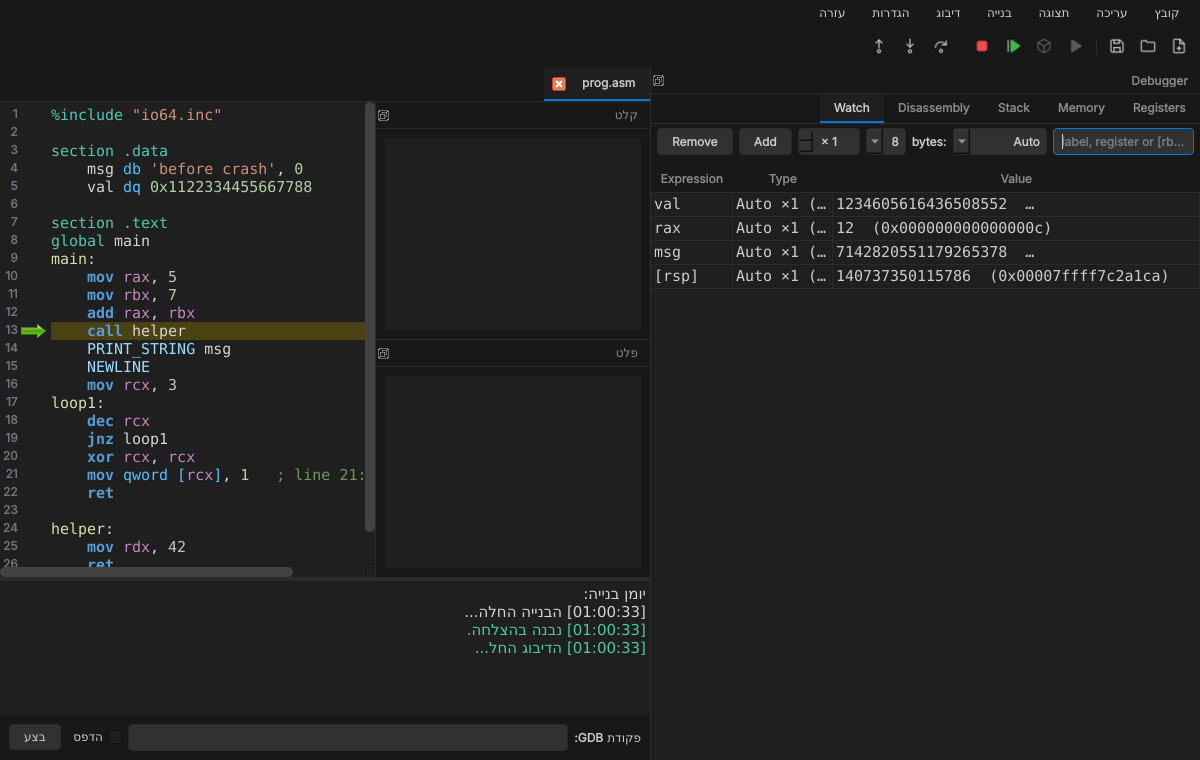 קובץ עריכה תצוגה בנייה דיבוג הגדרות עזרה
prog.asm
Debugger
Watch Disassembly Stack Memory Registers
Remove Add × 1 8 bytes: Auto label, register or [rb...
Expression Type Value
val Auto ×1 (… 1234605616436508552 …
rax Auto ×1 (… 12 (0x000000000000000c)
msg Auto ×1 (… 7142820551179265378 …
[rsp] Auto ×1 (… 140737350115786 (0x00007ffff7c2a1ca)
1 %include "io64.inc"
2
3 section .data
4 msg db 'before crash', 0
5 val dq 0x1122334455667788
6
7 section .text
8 global main
9 main:
10 mov rax, 5
11 mov rbx, 7
12 add rax, rbx
13 call helper
14 PRINT_STRING msg
15 NEWLINE
16 mov rcx, 3
17 loop1:
18 dec rcx
19 jnz loop1
20 xor rcx, rcx
21 mov qword [rcx], 1 ; line 21:
22 ret
23
24 helper:
25 mov rdx, 42
26 ret
קלט
פלט
יומן בנייה:
[01:00:33] הבנייה החלה...
[01:00:33] נבנה בהצלחה.
[01:00:33] הדיבוג החל...
פקודת GDB: הדפס בצע